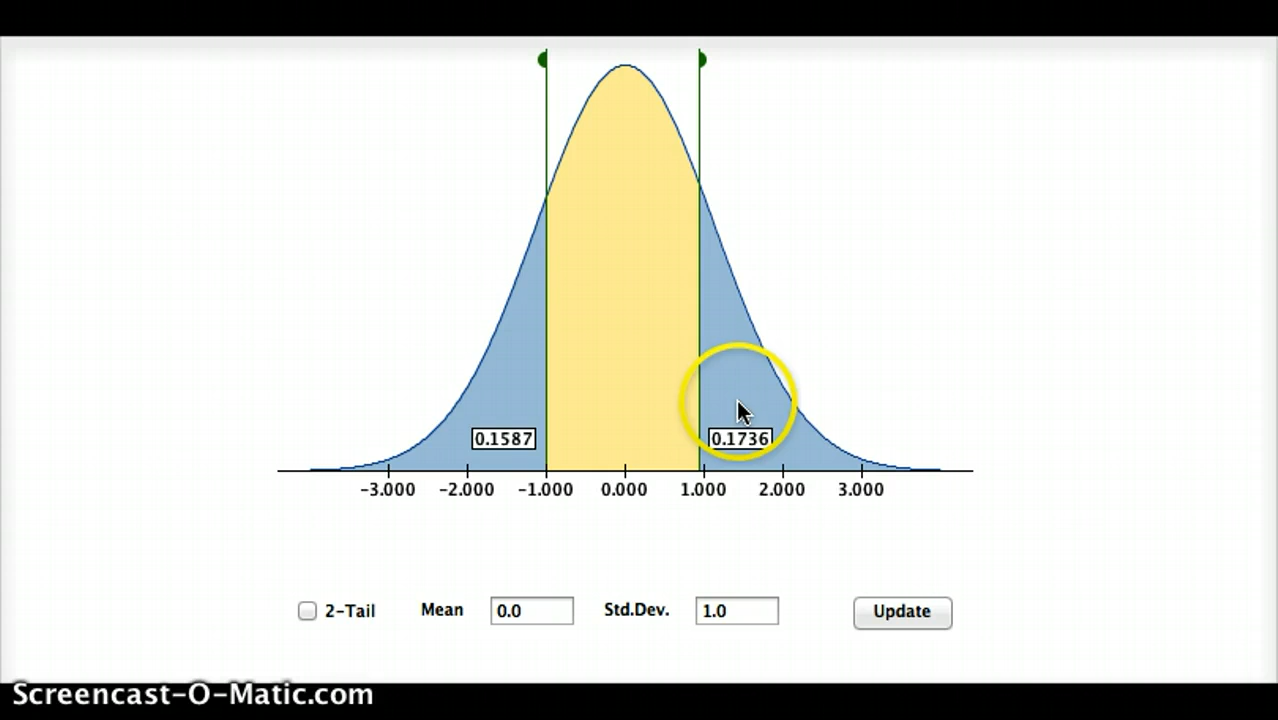 0.1587
0.1736
-3.000 -2.000 -1.000 0.000 1.000 2.000 3.000
2-Tail Mean 0.0 Std.Dev. 1.0 Update
Screencast-O-Matic.com